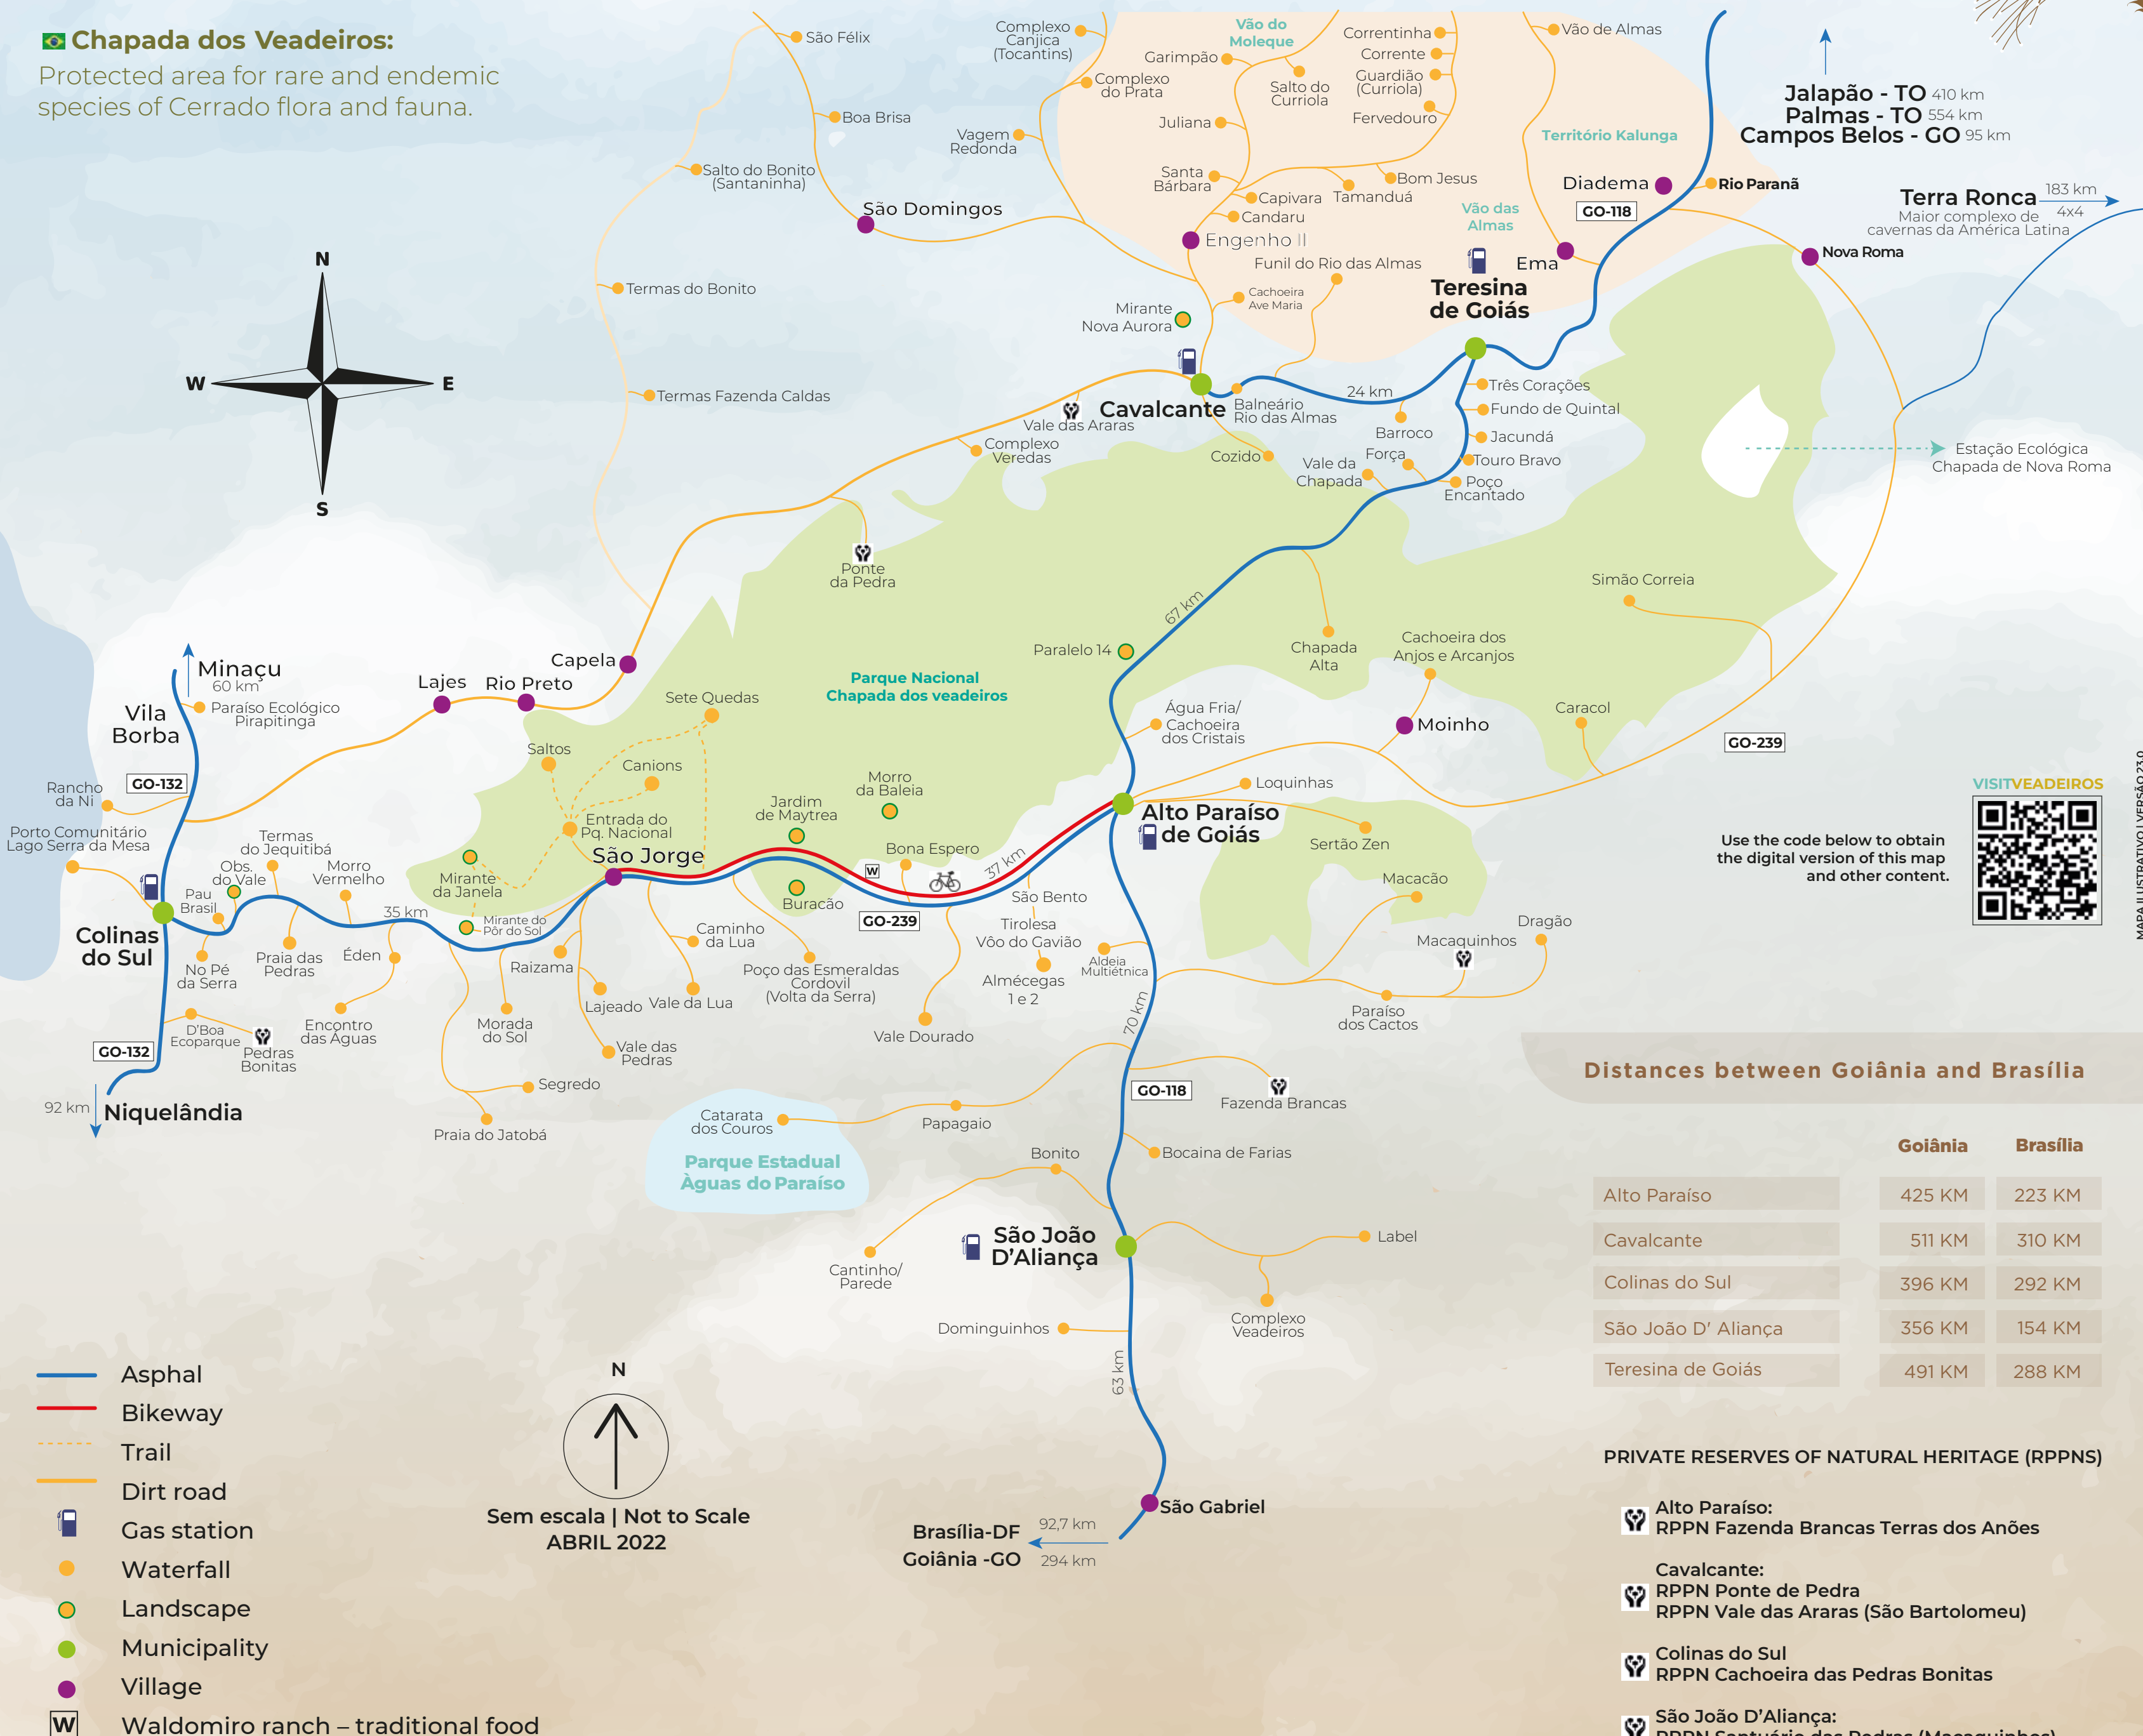 Chapada dos Veadeiros:
Protected area for rare and endemic
species of Cerrado flora and fauna.
N
W
E
S
São Félix
Boa Brisa
Salto do Bonito
(Santaninha)
São Domingos
Termas do Bonito
Termas Fazenda Caldas
Complexo
Canjica
(Tocantins)
Complexo
do Prata
Vagem
Redonda
Vão do
Moleque
Garimpão
Salto do
Curriola
Juliana
Santa
Bárbara
Capivara
Candaru
Engenho II
Correntinha
Corrente
Guardião
(Curriola)
Fervedouro
Bom Jesus
Tamanduá
Vão de Almas
Território Kalunga
Vão das
Almas
Diadema
GO-118
Rio Paranã
Ema
Nova Roma
Jalapão - TO 410 km
Palmas - TO 554 km
Campos Belos - GO 95 km
Terra Ronca
183 km
4x4
Maior complexo de
cavernas da América Latina
Funil do Rio das Almas
Cachoeira
Ave Maria
Mirante
Nova Aurora
Teresina
de Goiás
Cavalcante
Vale das Araras
Balneário
Rio das Almas
24 km
Complexo
Veredas
Cozido
Barroco
Força
Vale da
Chapada
Três Corações
Fundo de Quintal
Jacundá
Touro Bravo
Poço
Encantado
Estação Ecológica
Chapada de Nova Roma
Ponte
da Pedra
67 km
Simão Correia
Paralelo 14
Chapada
Alta
Cachoeira dos
Anjos e Arcanjos
Parque Nacional
Chapada dos veadeiros
Água Fria/
Cachoeira
dos Cristais
Moinho
Caracol
GO-239
Loquinhas
Minaçu
60 km
Vila
Borba
Paraíso Ecológico
Pirapitinga
Lajes
Rio Preto
Capela
Sete Quedas
Saltos
Canions
GO-132
Rancho
da Ni
Porto Comunitário
Lago Serra da Mesa
Entrada do
Pq. Nacional
São Jorge
Jardim
de Maytrea
Morro
da Baleia
Bona Espero
37 km
W
Buracão
GO-239
Alto Paraíso
de Goiás
Sertão Zen
Macacão
Macaquinhos
Dragão
Paraíso
dos Cactos
Termas
do Jequitibá
Obs.
do Vale
Pau
Brasil
Morro
Vermelho
35 km
Mirante
da Janela
Mirante do
Pôr do Sol
Colinas
do Sul
No Pé
da Serra
Praia das
Pedras
Éden
Encontro
das Águas
D'Boa
Ecoparque
Pedras
Bonitas
GO-132
92 km
Niquelândia
Raizama
Lajeado
Morada
do Sol
Vale das
Pedras
Segredo
Praia do Jatobá
Caminho
da Lua
Vale da Lua
Poço das Esmeraldas
Cordovil
(Volta da Serra)
Vale Dourado
São Bento
Tirolesa
Vôo do Gavião
Almécegas
1 e 2
Aldeia
Multiétnica
70 km
GO-118
Fazenda Brancas
Catarata
dos Couros
Papagaio
Parque Estadual
Àguas do Paraíso
Bonito
Bocaina de Farias
Cantinho/
Parede
São João
D'Aliança
Label
Complexo
Veadeiros
Dominguinhos
63 km
São Gabriel
Brasília-DF
92,7 km
Goiânia -GO
294 km
VISITVEADEIROS
Use the code below to obtain
the digital version of this map
and other content.
MAPA ILUSTRATIVO | VERSÃO 23.0
Distances between Goiânia and Brasília
Goiânia Brasília
Alto Paraíso 425 KM 223 KM
Cavalcante 511 KM 310 KM
Colinas do Sul 396 KM 292 KM
São João D' Aliança 356 KM 154 KM
Teresina de Goiás 491 KM 288 KM
PRIVATE RESERVES OF NATURAL HERITAGE (RPPNS)
Alto Paraíso:
RPPN Fazenda Brancas Terras dos Anões
Cavalcante:
RPPN Ponte de Pedra
RPPN Vale das Araras (São Bartolomeu)
Colinas do Sul
RPPN Cachoeira das Pedras Bonitas
São João D'Aliança:
RPPN Santuário das Pedras (Macaquinhos)
Asphal
Bikeway
Trail
Dirt road
Gas station
Waterfall
Landscape
Municipality
Village
W Waldomiro ranch – traditional food
N
Sem escala | Not to Scale
ABRIL 2022